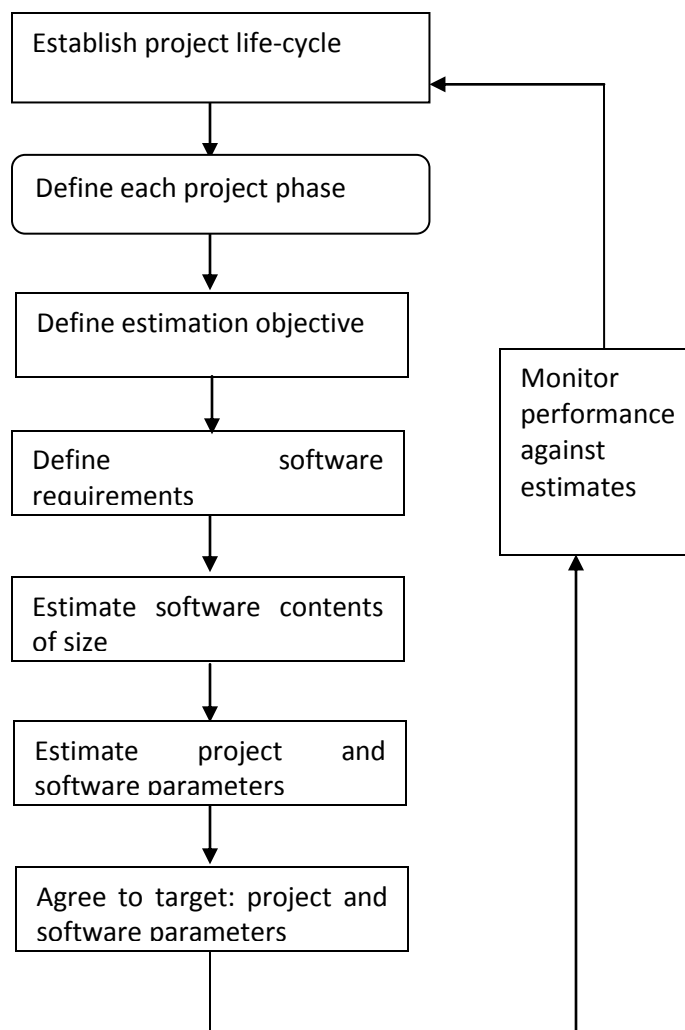 Establish project life-cycle
Define each project phase
Define estimation objective
Define software
requirements
Estimate software contents
of size
Estimate project and
software parameters
Agree to target: project and
software parameters
Monitor
performance
against
estimates